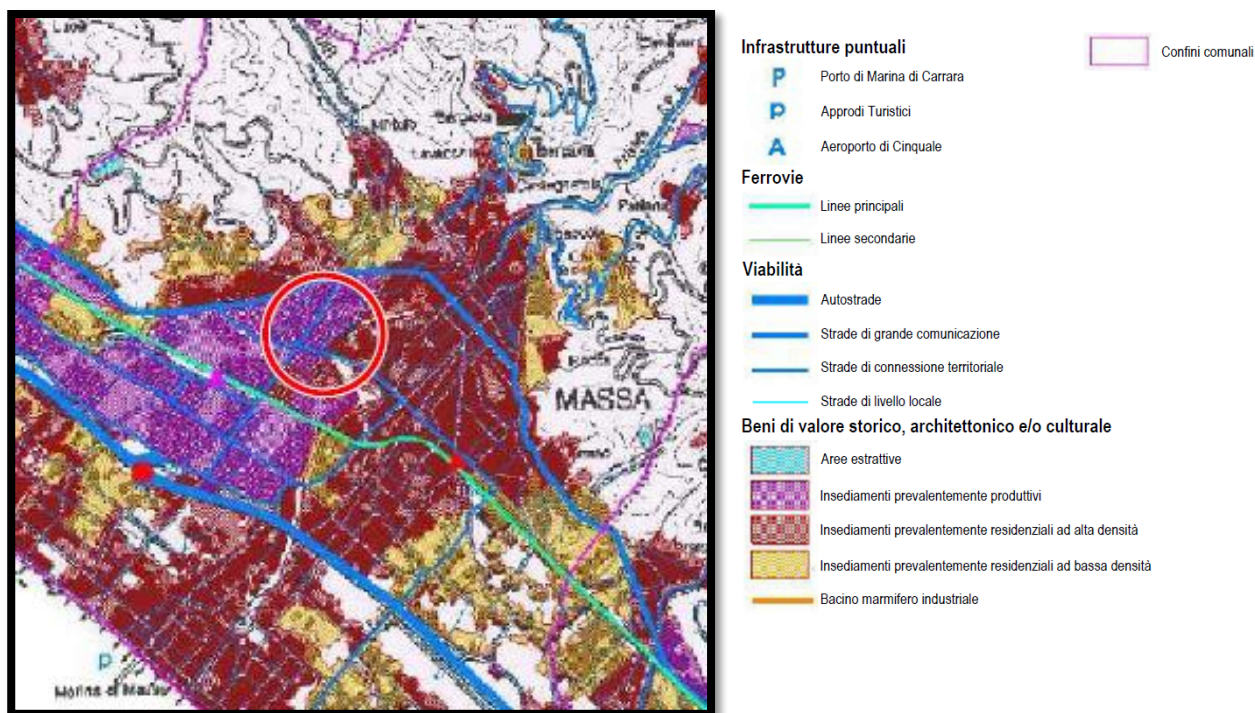 MASSA
P
Infrastrutture puntuali
P Porto di Marina di Carrara
P Approdi Turistici
A Aeroporto di Cinquale
Ferrovie
Linee principali
Linee secondarie
Viabilità
Autostrade
Strade di grande comunicazione
Strade di connessione territoriale
Strade di livello locale
Beni di valore storico, architettonico e/o culturale
Aree estrattive
Insediamenti prevalentemente produttivi
Insediamenti prevalentemente residenziali ad alta densità
Insediamenti prevalentemente residenziali ad bassa densità
Bacino marmifero industriale
Confini comunali